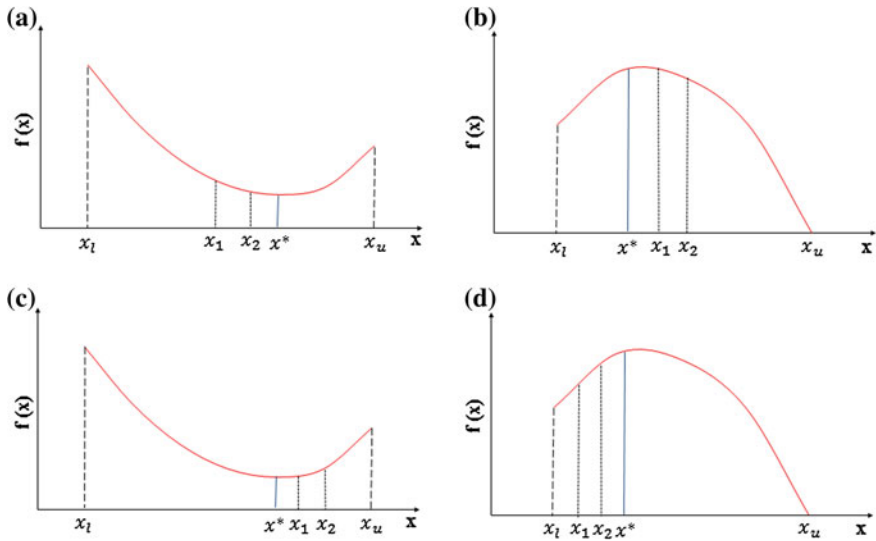 (a)
f(x)
x_l x_1 x_2 x* x_u x
(b)
f(x)
x_l x* x_1 x_2 x_u x
(c)
f(x)
x_l x* x_1 x_2 x_u x
(d)
f(x)
x_l x_1 x_2 x* x_u x